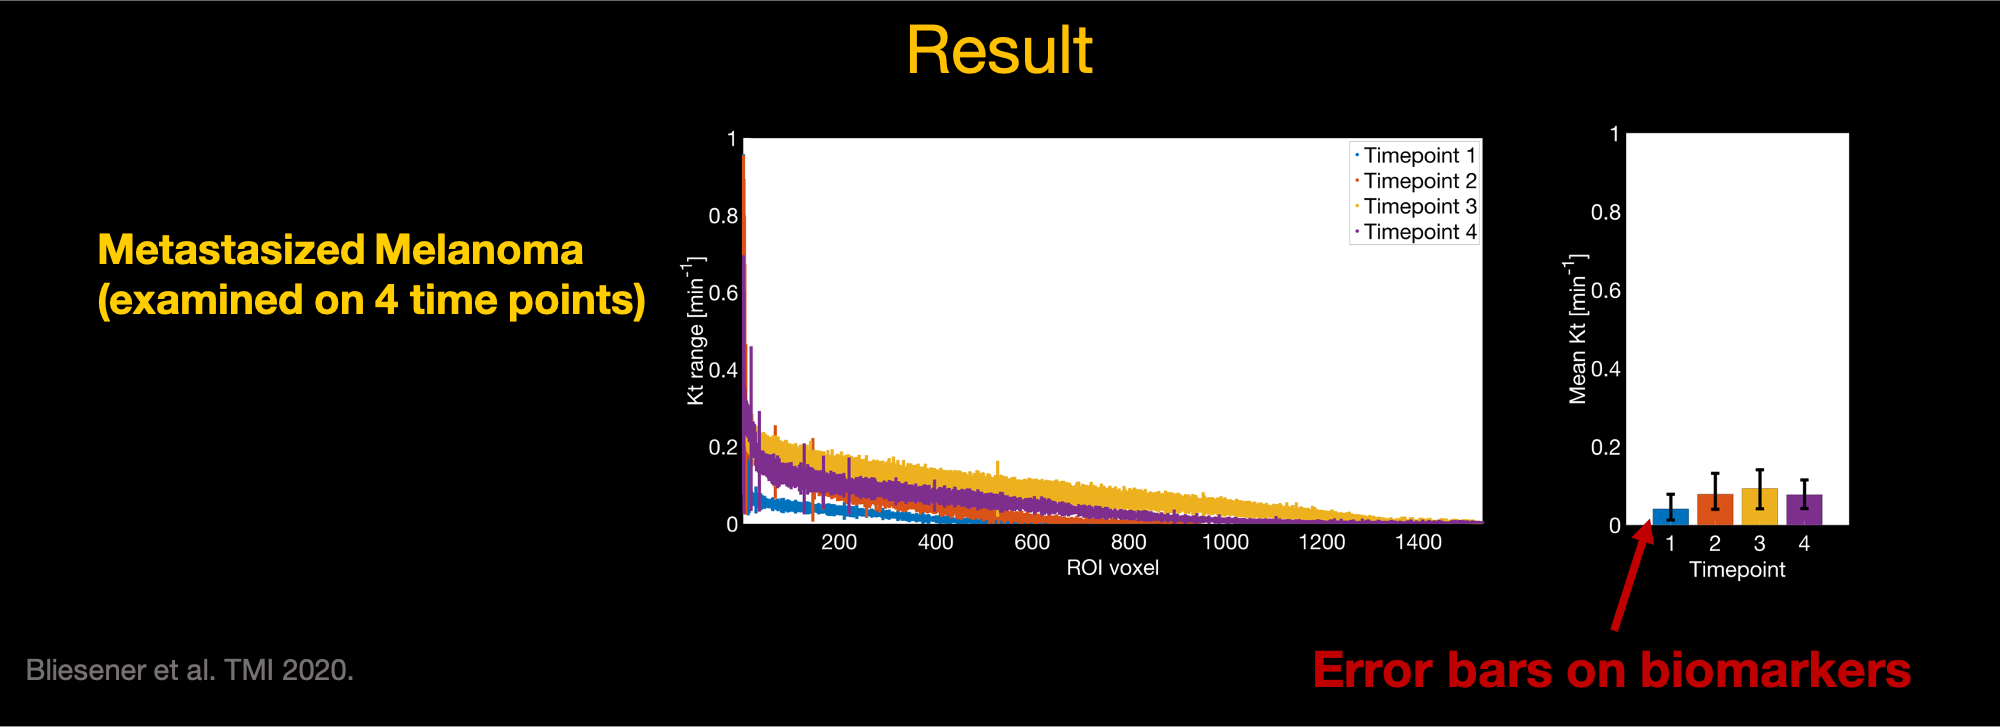 Result
Metastasized Melanoma
(examined on 4 time points)
Kt range [min⁻¹]
1
0.8
0.6
0.4
0.2
0
Timepoint 1
Timepoint 2
Timepoint 3
Timepoint 4
200 400 600 800 1000 1200 1400
ROI voxel
Mean Kt [min⁻¹]
1
0.8
0.6
0.4
0.2
0
1 2 3 4
Timepoint
Error bars on biomarkers
Bliesener et al. TMI 2020.